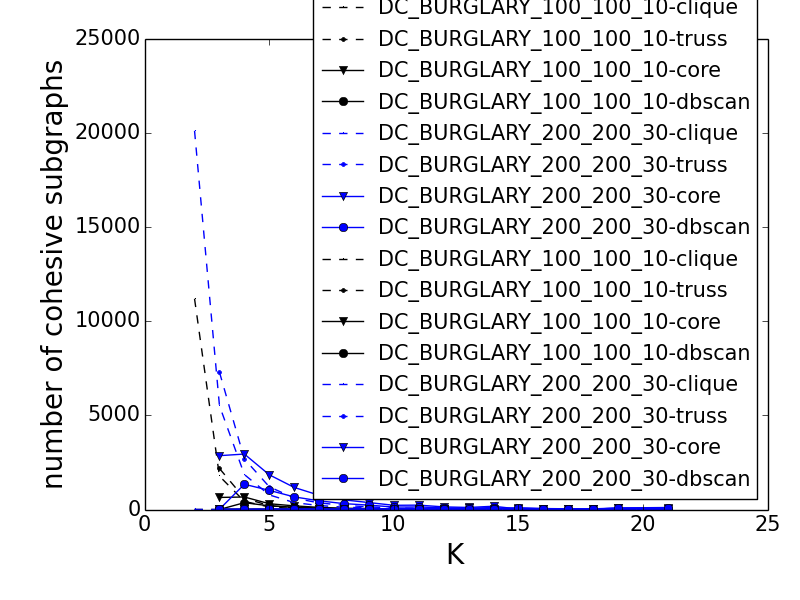 DC_BURGLARY_100_100_10-clique
DC_BURGLARY_100_100_10-truss
DC_BURGLARY_100_100_10-core
DC_BURGLARY_100_100_10-dbscan
DC_BURGLARY_200_200_30-clique
DC_BURGLARY_200_200_30-truss
DC_BURGLARY_200_200_30-core
DC_BURGLARY_200_200_30-dbscan
DC_BURGLARY_100_100_10-clique
DC_BURGLARY_100_100_10-truss
DC_BURGLARY_100_100_10-core
DC_BURGLARY_100_100_10-dbscan
DC_BURGLARY_200_200_30-clique
DC_BURGLARY_200_200_30-truss
DC_BURGLARY_200_200_30-core
DC_BURGLARY_200_200_30-dbscan
number of cohesive subgraphs
25000
20000
15000
10000
5000
0
0 5 10 15 20 25
K